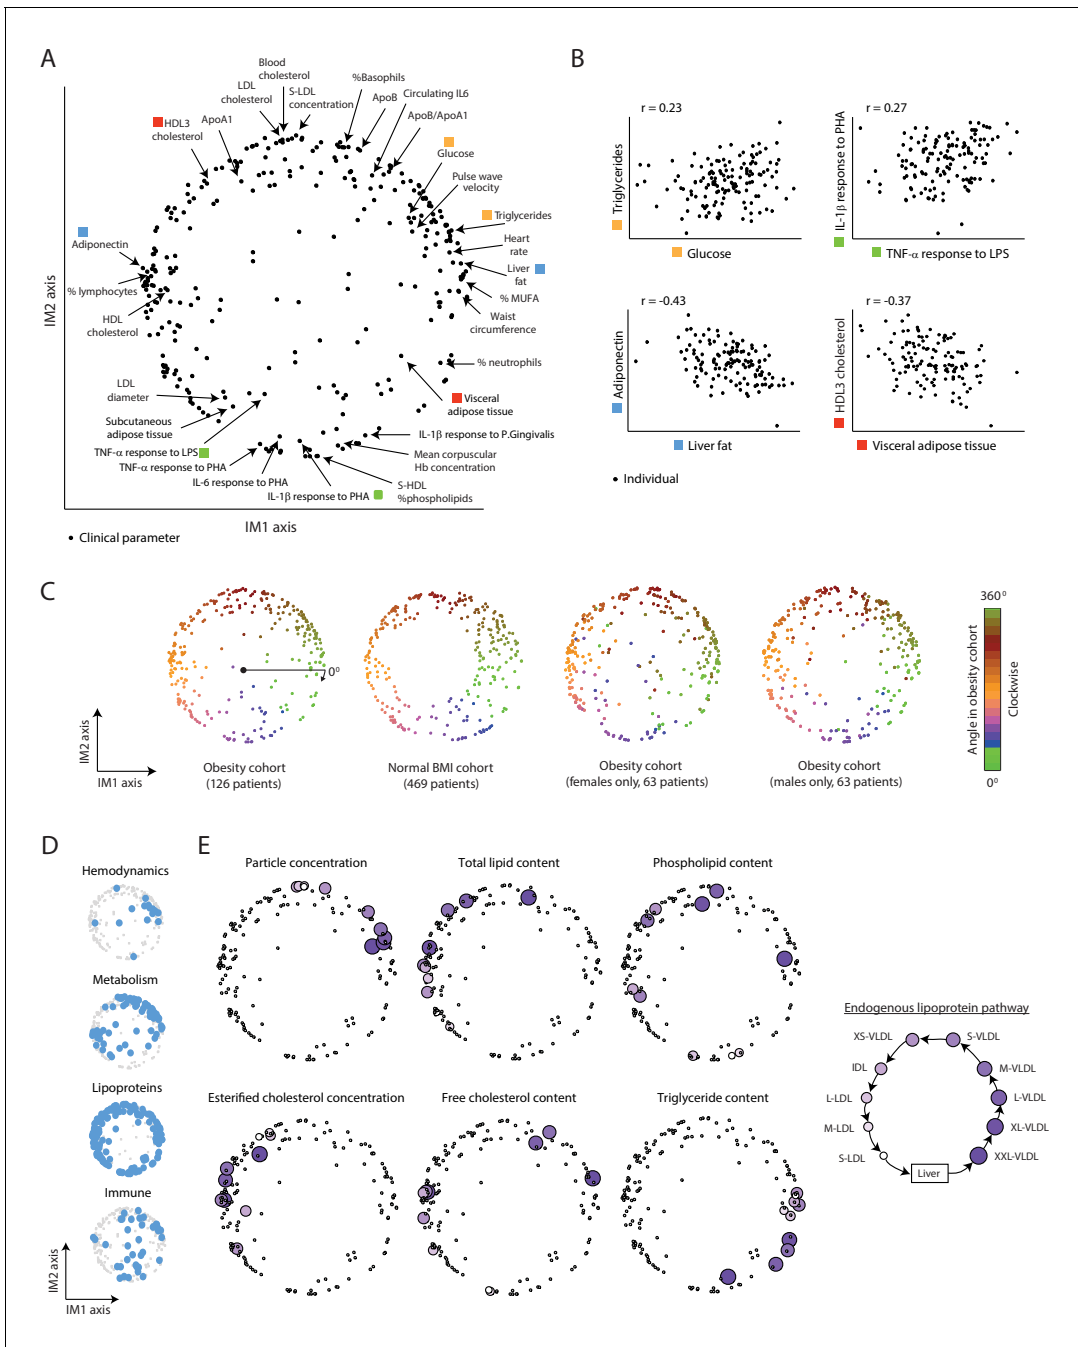 A
Blood
cholesterol
LDL
cholesterol
S-LDL
concentration
%Basophils
ApoB
Circulating IL6
ApoB/ApoA1
HDL3
cholesterol
ApoA1
Glucose
Pulse wave
velocity
Triglycerides
Adiponectin
Heart
rate
Liver
fat
% lymphocytes
% MUFA
HDL
cholesterol
Waist
circumference
% neutrophils
LDL
diameter
Visceral
adipose tissue
Subcutaneous
adipose tissue
IL-1β response to P.Gingivalis
TNF-α response to LPS
Mean corpuscular
Hb concentration
TNF-α response to PHA
IL-6 response to PHA
S-HDL
%phospholipids
IL-1β response to PHA
IM2 axis
IM1 axis
• Clinical parameter
B
r = 0.23
Triglycerides
Glucose
r = 0.27
IL-1β response to PHA
TNF-α response to LPS
r = -0.43
Adiponectin
Liver fat
r = -0.37
HDL3 cholesterol
Visceral adipose tissue
• Individual
C
0⁰
IM2 axis
IM1 axis
Obesity cohort
(126 patients)
Normal BMI cohort
(469 patients)
Obesity cohort
(females only, 63 patients)
Obesity cohort
(males only, 63 patients)
360⁰
Angle in obesity cohort
Clockwise
0⁰
D
Hemodynamics
Metabolism
Lipoproteins
Immune
IM2 axis
IM1 axis
E
Particle concentration
Total lipid content
Phospholipid content
Esterified cholesterol concentration
Free cholesterol content
Triglyceride content
Endogenous lipoprotein pathway
XS-VLDL
S-VLDL
IDL
M-VLDL
L-LDL
L-VLDL
M-LDL
XL-VLDL
S-LDL
XXL-VLDL
Liver